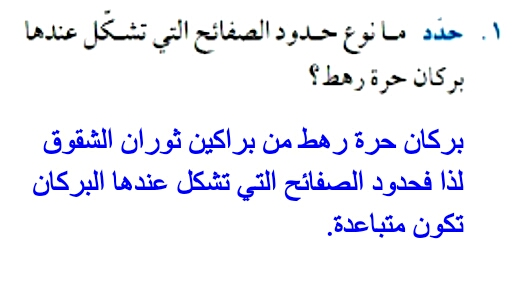 ١. حدّد ما نوع حدود الصفائح التي تشكّل عندها
بركان حرة رهط؟
بركان حرة رهط من براكين ثوران الشقوق
لذا فحدود الصفائح التي تشكل عندها البركان
تكون متباعدة.